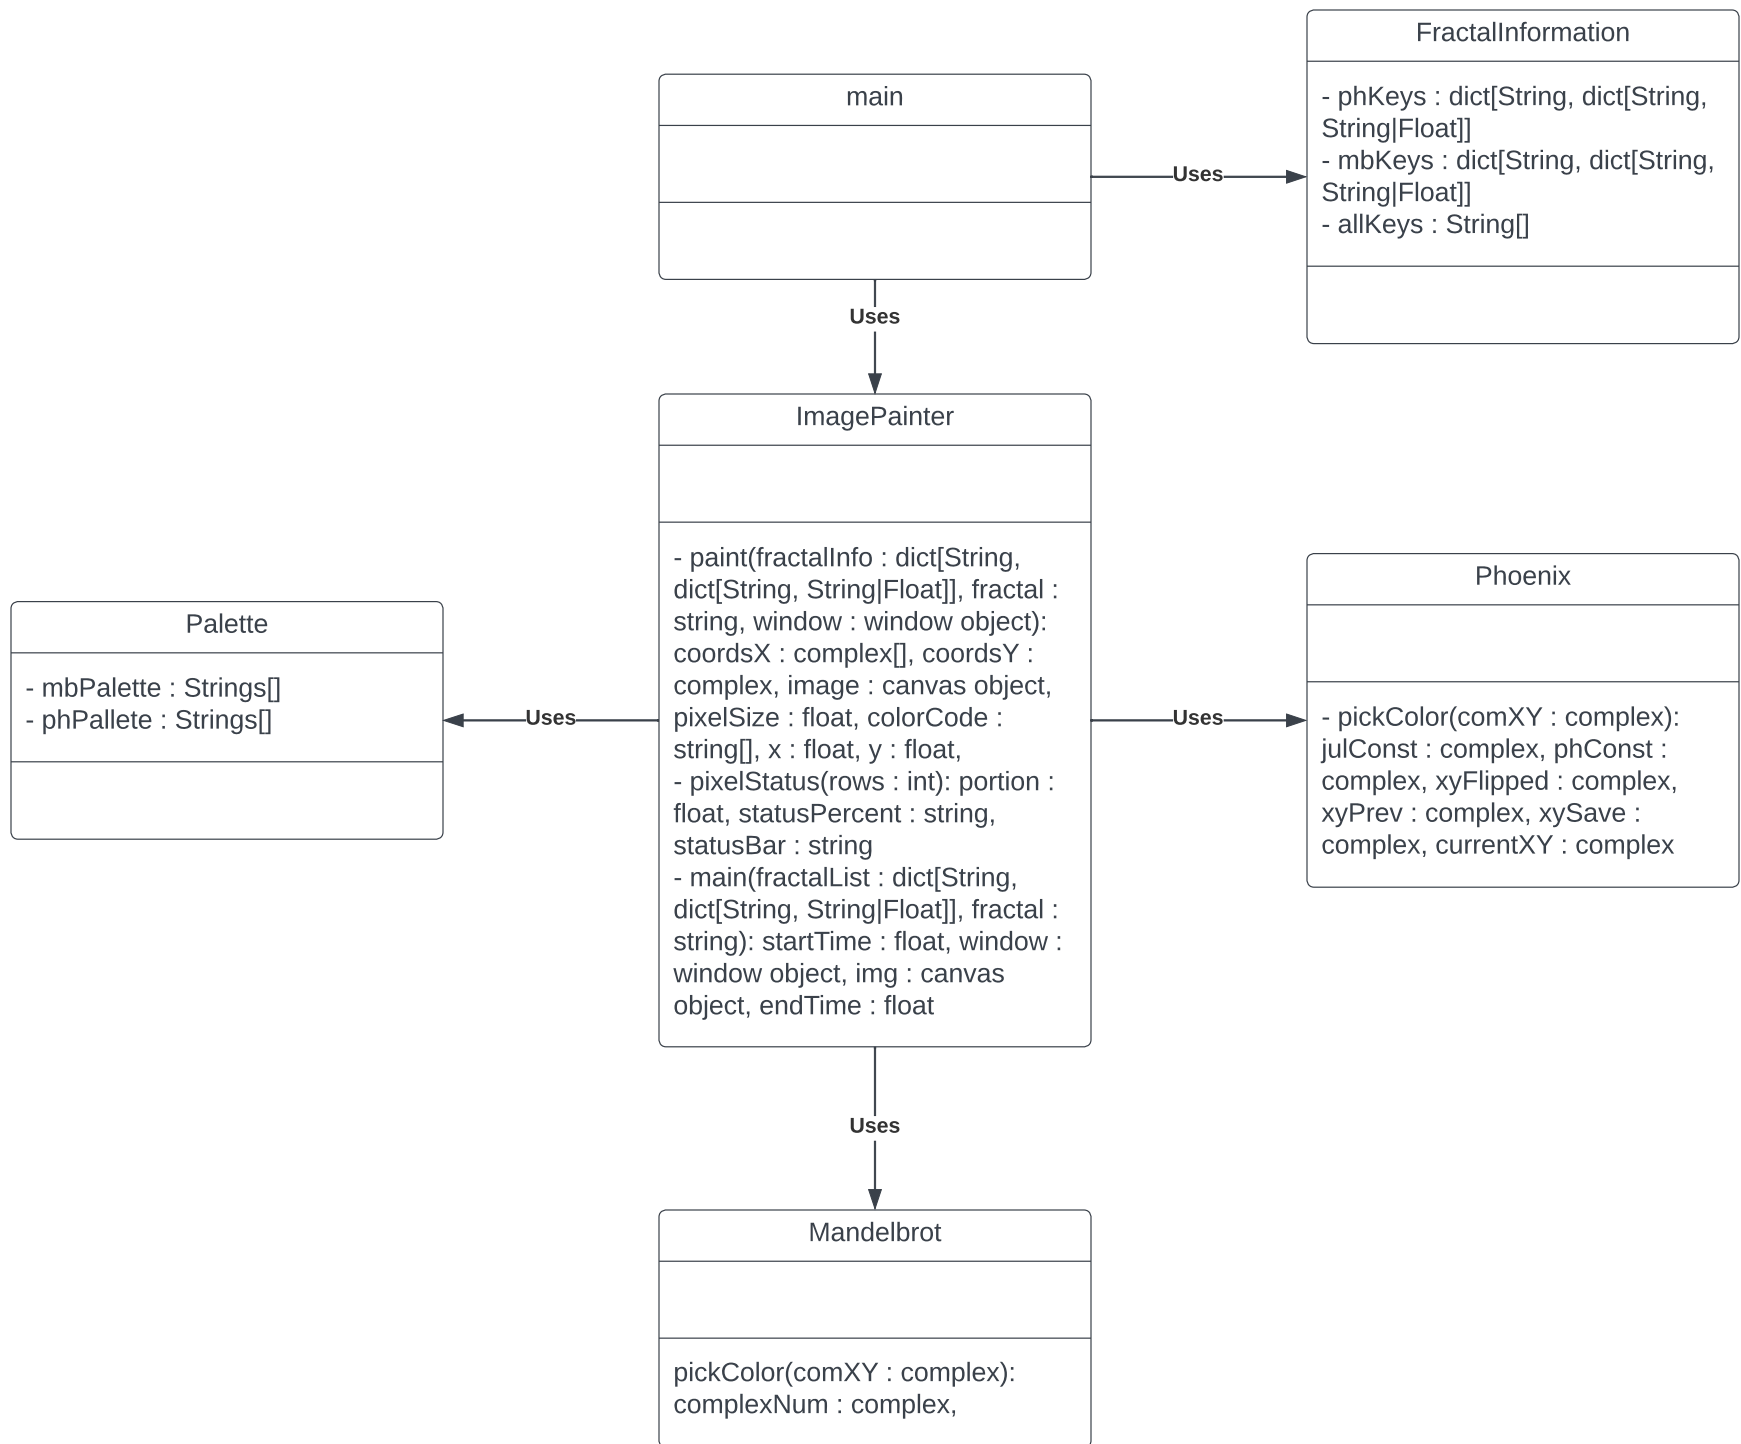 FractalInformation
- phKeys : dict[String, dict[String,
String|Float]]
- mbKeys : dict[String, dict[String,
String|Float]]
- allKeys : String[]
main
Uses
Uses
ImagePainter
- paint(fractalInfo : dict[String,
dict[String, String|Float]], fractal :
string, window : window object):
coordsX : complex[], coordsY :
complex, image : canvas object,
pixelSize : float, colorCode :
string[], x : float, y : float,
- pixelStatus(rows : int): portion :
float, statusPercent : string,
statusBar : string
- main(fractalList : dict[String,
dict[String, String|Float]], fractal :
string): startTime : float, window :
window object, img : canvas
object, endTime : float
Palette
- mbPalette : Strings[]
- phPallete : Strings[]
Uses
Uses
Phoenix
- pickColor(comXY : complex):
julConst : complex, phConst :
complex, xyFlipped : complex,
xyPrev : complex, xySave :
complex, currentXY : complex
Uses
Mandelbrot
pickColor(comXY : complex):
complexNum : complex,